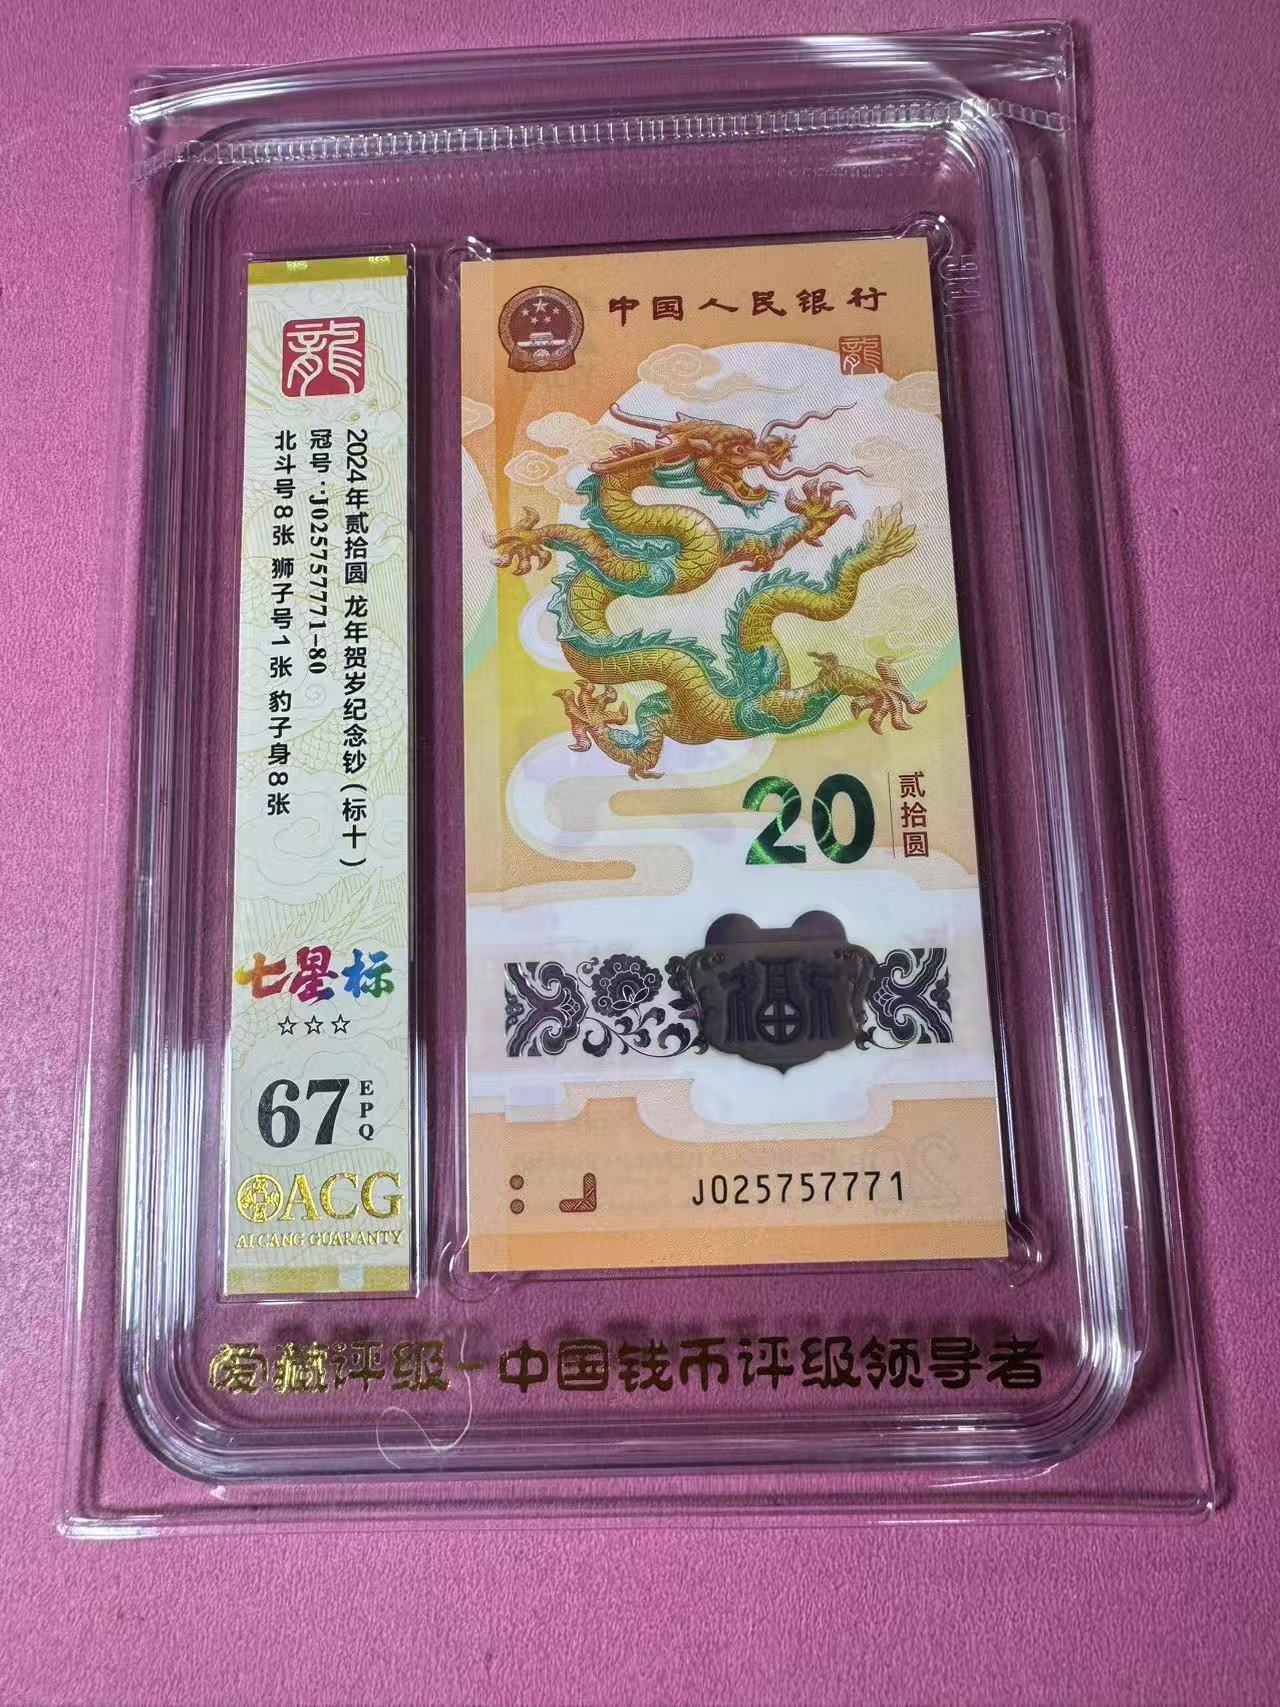 龍
2024年贰拾圆 龙年贺岁纪念钞(标十)
冠号:J025757771-80
北斗号8张 狮子号1张 豹子身8张
七星标
☆☆☆
67 EPQ
ACG
AI CANG GUARANTY
中国人民银行
龍
20 贰拾圆
福
J025757771
爱藏评级-中国钱币评级领导者